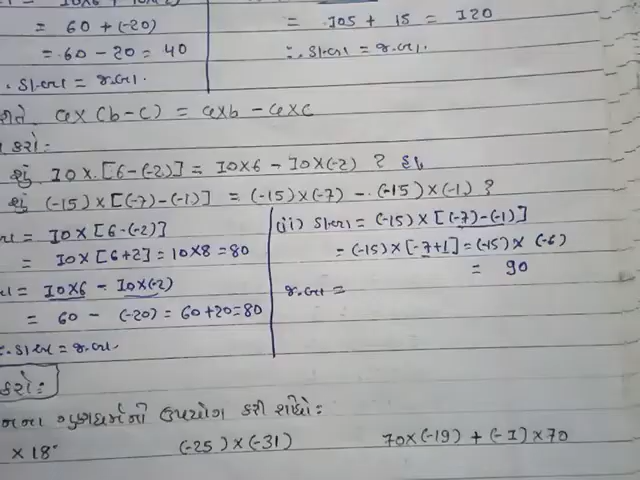 = 60 + (-20)
= 60 - 20 = 40
∴ ડા.બા = જ.બા.
= 105 + 15 = 120
∴ ડા.બા = જ.બા.
a × (b - c) = a×b - a×c
કરો:
શું 10 × [6 - (-2)] = 10×6 - 10×(-2) ? હા
શું (-15) × [(-7) - (-1)] = (-15) × (-7) - (-15) × (-1) ?
= 10 × [6 - (-2)]
= 10 × [6+2] = 10×8 = 80
= 10×6 - 10×(-2)
= 60 - (-20) = 60+20=80
∴ ડા.બા = જ.બા.
(ii) ડા.બા = (-15) × [(-7) - (-1)]
= (-15) × [-7+1] = (-15) × (-6)
= 90
જ.બા =
કરો:
ગુણધર્મનો ઉપયોગ કરી શોધો:
× 18
(-25) × (-31)
70 × (-19) + (-1) × 70